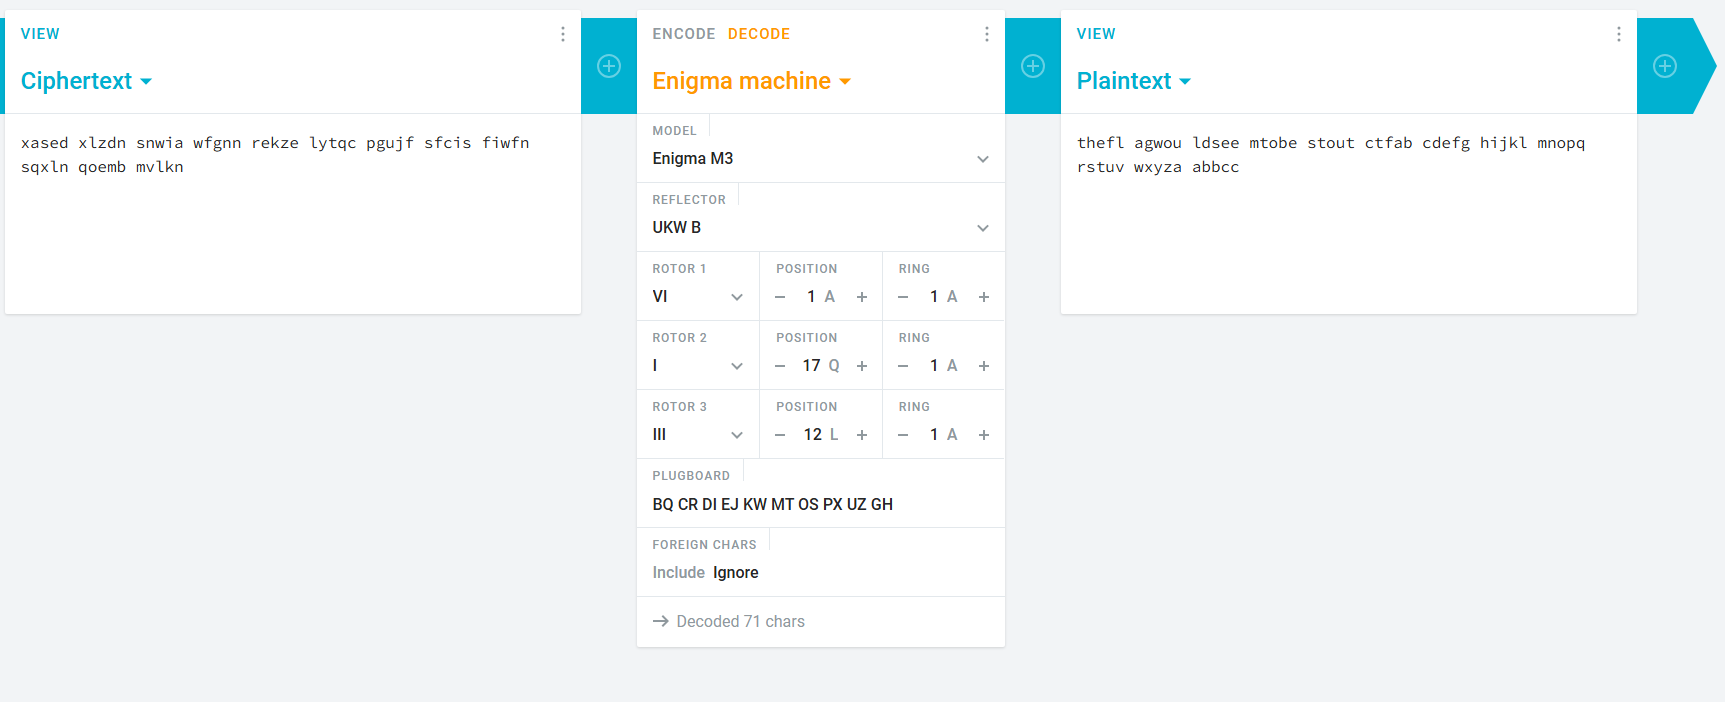 VIEW
Ciphertext
xased xlzdn snwia wfgnn rekze lytqc pgujf sfcis fiwfn
sqxln qoemb mvlkn
ENCODE DECODE
Enigma machine
MODEL
Enigma M3
REFLECTOR
UKW B
ROTOR 1 POSITION RING
VI − 1 A + − 1 A +
ROTOR 2 POSITION RING
I − 17 Q + − 1 A +
ROTOR 3 POSITION RING
III − 12 L + − 1 A +
PLUGBOARD
BQ CR DI EJ KW MT OS PX UZ GH
FOREIGN CHARS
Include Ignore
→ Decoded 71 chars
VIEW
Plaintext
thefl agwou ldsee mtobe stout ctfab cdefg hijkl mnopq
rstuv wxyza abbcc